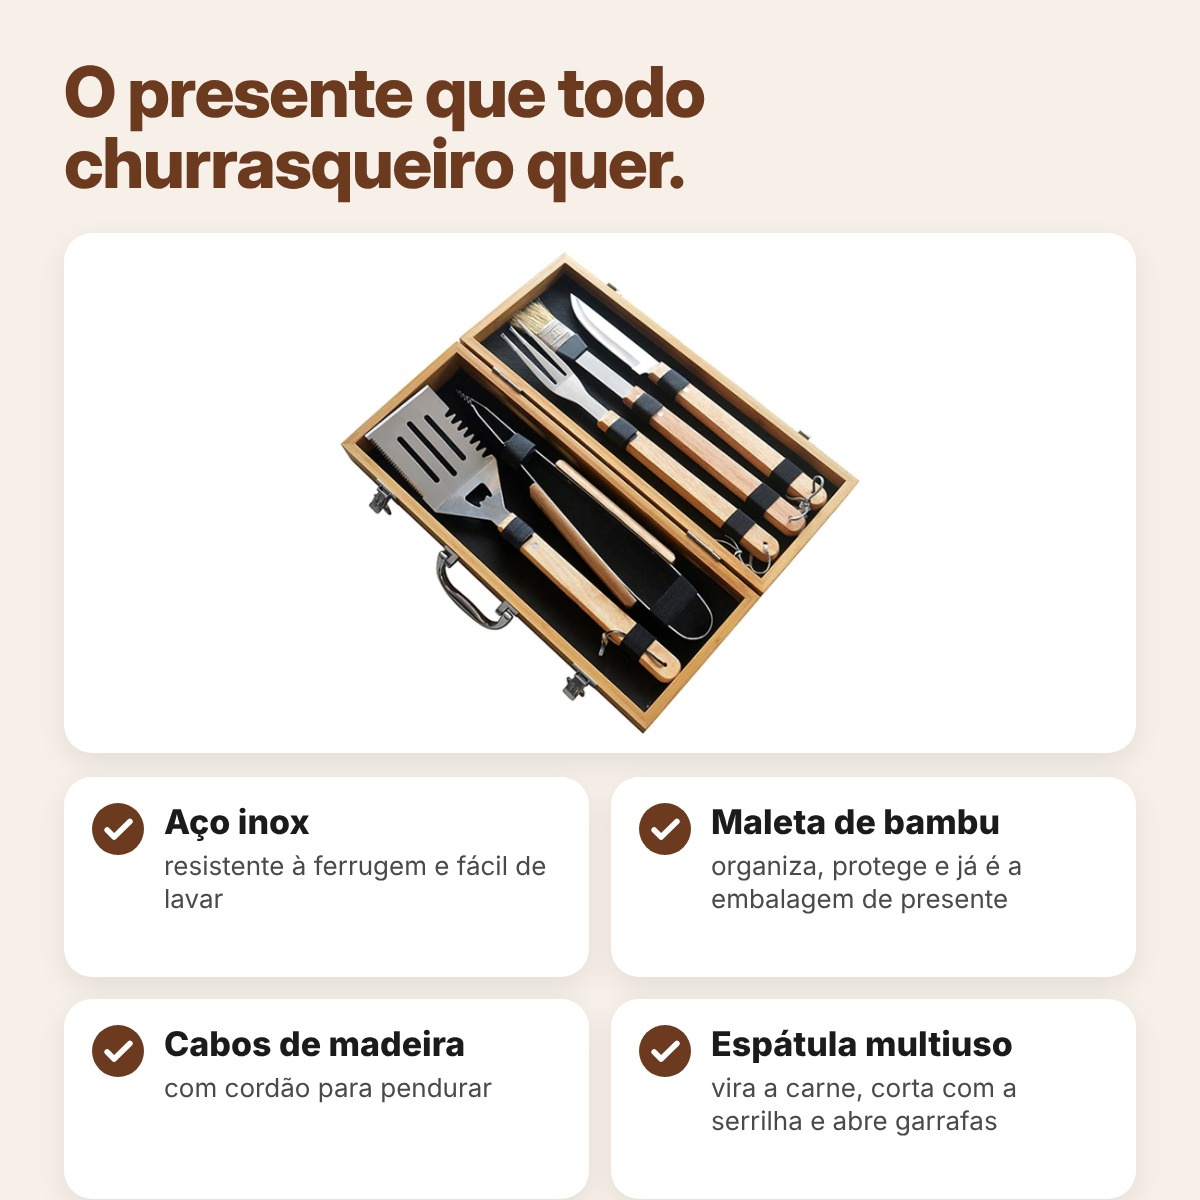 O presente que todo
churrasqueiro quer.
Aço inox
resistente à ferrugem e fácil de
lavar
Maleta de bambu
organiza, protege e já é a
embalagem de presente
Cabos de madeira
com cordão para pendurar
Espátula multiuso
vira a carne, corta com a
serrilha e abre garrafas